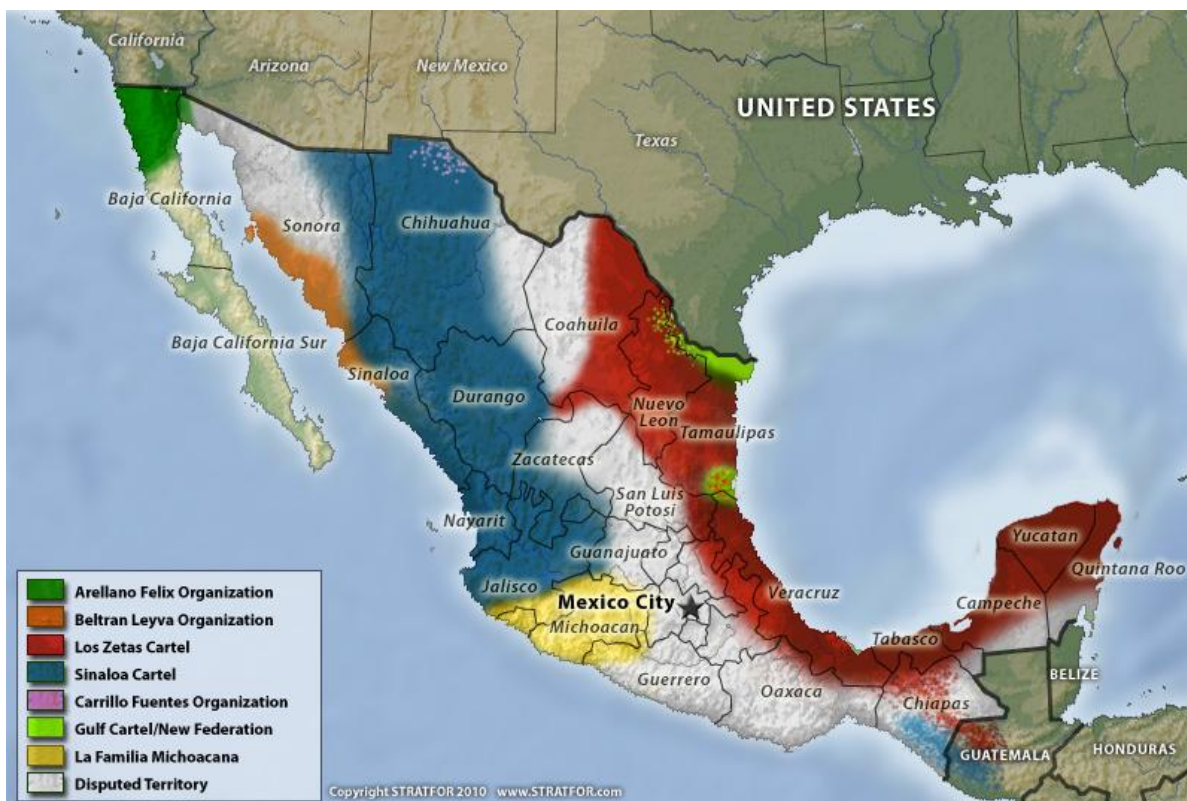 California
Arizona
New Mexico
UNITED STATES
Texas
Baja California
Sonora
Chihuahua
Coahuila
Baja California Sur
Sinaloa
Durango
Nuevo
Leon
Tamaulipas
Zacatecas
San Luis
Potosi
Nayarit
Guanajuato
Jalisco
Mexico City
Michoacan
Veracruz
Yucatan
Quintana Roo
Campeche
Tabasco
BELIZE
Guerrero
Oaxaca
Chiapas
GUATEMALA
HONDURAS
Arellano Felix Organization
Beltran Leyva Organization
Los Zetas Cartel
Sinaloa Cartel
Carrillo Fuentes Organization
Gulf Cartel/New Federation
La Familia Michoacana
Disputed Territory
Copyright STRATFOR 2010 www.STRATFOR.com